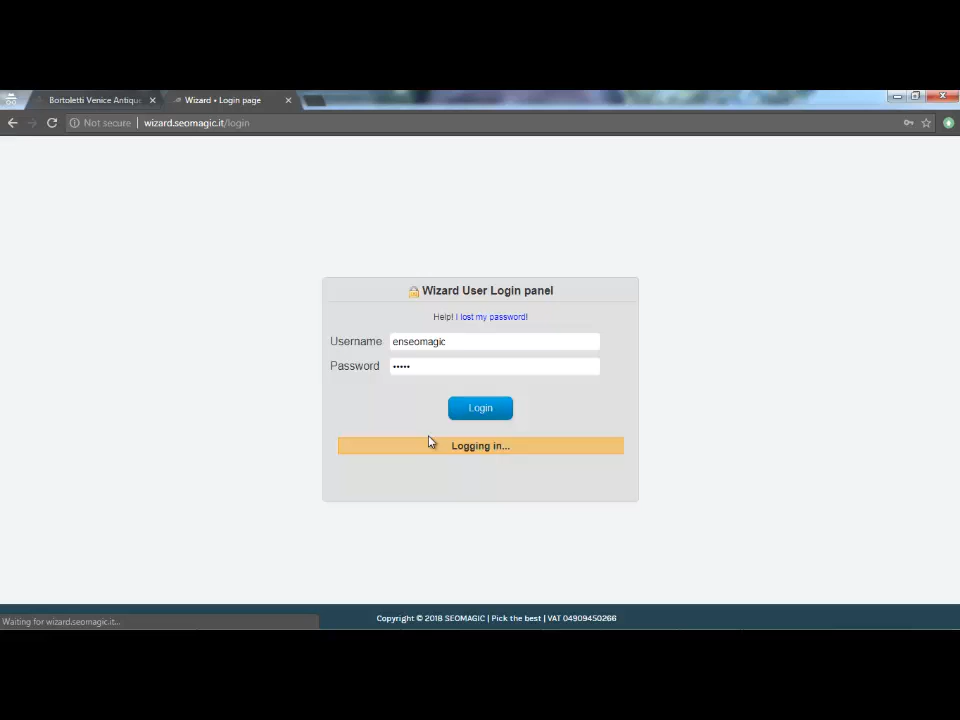 Bortoletti Venice Antique
Wizard • Login page
Not secure | wizard.seomagic.it/login
Wizard User Login panel
Help! I lost my password!
Username enseomagic
Password •••••
Login
Logging in...
Waiting for wizard.seomagic.it...
Copyright © 2018 SEOMAGIC | Pick the best | VAT 04909450266